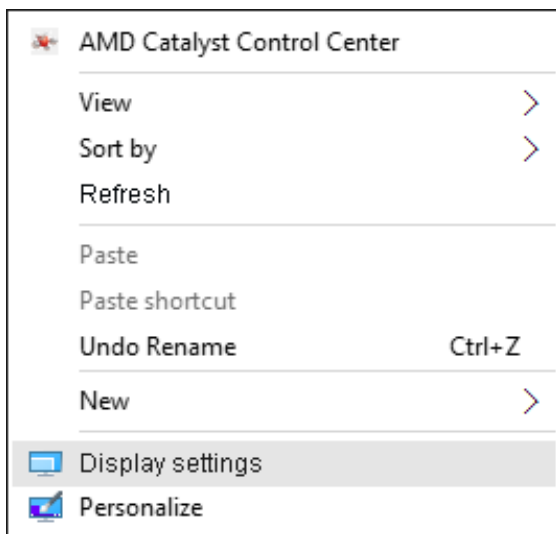 AMD Catalyst Control Center
View
Sort by
Refresh
Paste
Paste shortcut
Undo Rename Ctrl+Z
New
Display settings
Personalize